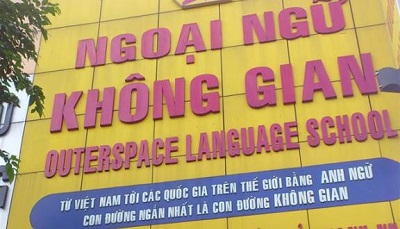 NGOẠI NGỮ
KHÔNG GIAN
OUTERSPACE LANGUAGE SCHOOL
TỪ VIỆT NAM TỚI CÁC QUỐC GIA TRÊN THẾ GIỚI BẰNG ANH NGỮ
CON ĐƯỜNG NGẮN NHẤT LÀ CON ĐƯỜNG KHÔNG GIAN